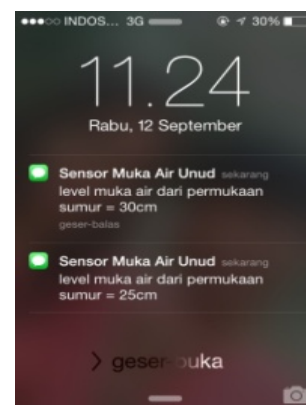 INDOS... 3G 30%
11.24
Rabu, 12 September
Sensor Muka Air Unud sekarang
level muka air dari permukaan
sumur = 30cm
geser-balas
Sensor Muka Air Unud sekarang
level muka air dari permukaan
sumur = 25cm
> geser-buka